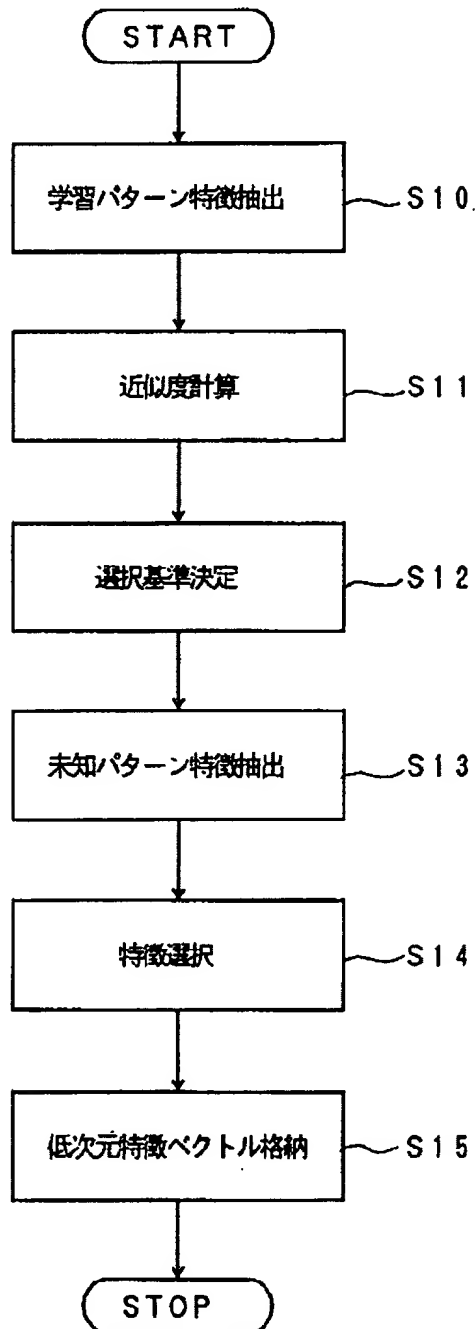 START
学習パターン特徴抽出 S10
近似度計算 S11
選択基準決定 S12
未知パターン特徴抽出 S13
特徴選択 S14
低次元特徴ベクトル格納 S15
STOP